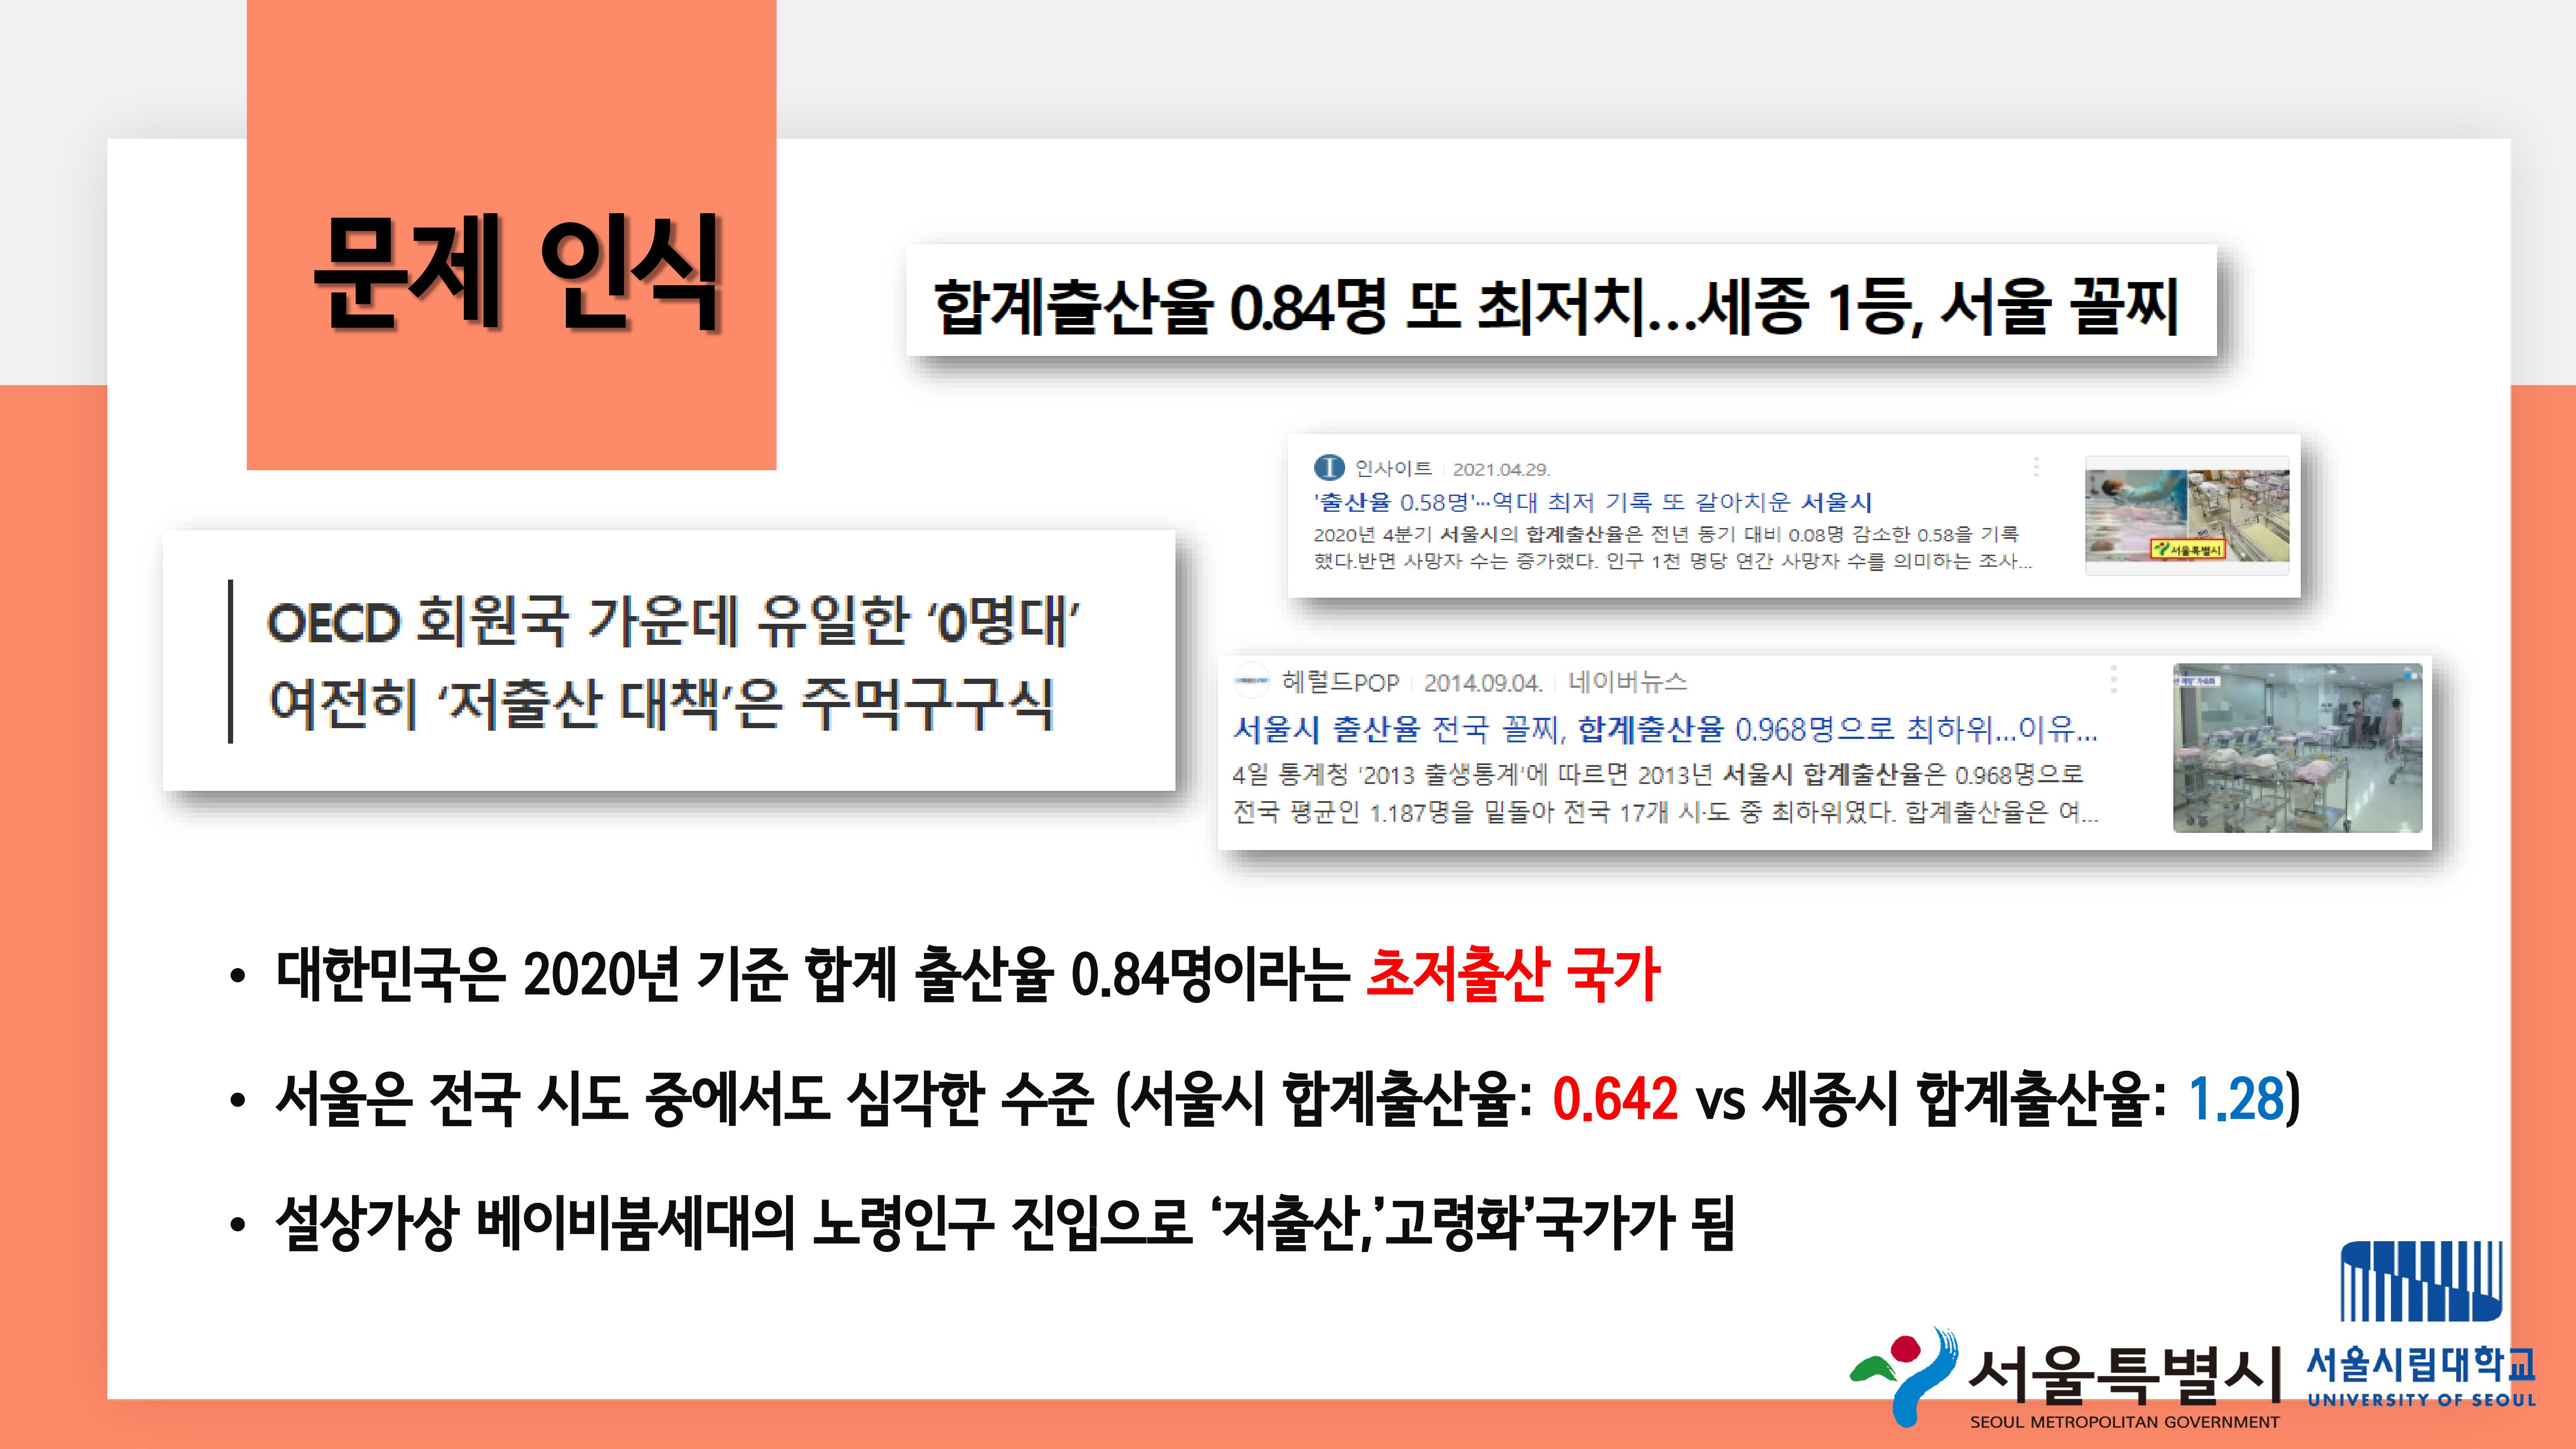 문제 인식
합계출산율 0.84명 또 최저치...세종 1등, 서울 꼴찌
인사이트 2021.04.29.
'출산율 0.58명'…역대 최저 기록 또 갈아치운 서울시
2020년 4분기 서울시의 합계출산율은 전년 동기 대비 0.08명 감소한 0.58을 기록
했다.반면 사망자 수는 증가했다. 인구 1천 명당 연간 사망자 수를 의미하는 조사...
서울특별시
OECD 회원국 가운데 유일한 ‘0명대’
여전히 ‘저출산 대책’은 주먹구구식
헤럴드POP 2014.09.04. 네이버뉴스
서울시 출산율 전국 꼴찌, 합계출산율 0.968명으로 최하위...이유...
4일 통계청 '2013 출생통계'에 따르면 2013년 서울시 합계출산율은 0.968명으로
전국 평균인 1.187명을 밑돌아 전국 17개 시·도 중 최하위였다. 합계출산율은 여...
• 대한민국은 2020년 기준 합계 출산율 0.84명이라는 초저출산 국가
• 서울은 전국 시도 중에서도 심각한 수준 (서울시 합계출산율: 0.642 vs 세종시 합계출산율: 1.28)
• 설상가상 베이비붐세대의 노령인구 진입으로 ‘저출산,’고령화’국가가 됨
서울특별시
SEOUL METROPOLITAN GOVERNMENT
서울시립대학교
UNIVERSITY OF SEOUL